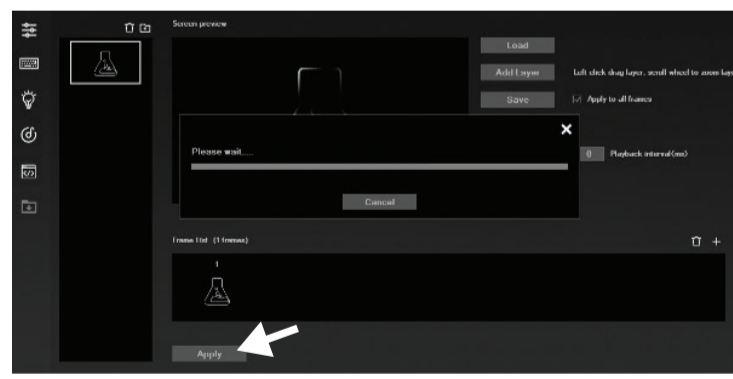 Screen preview
Load
Add Layer
Left click drag layer, scroll wheel to zoom lay
Save
Apply to all frames
Please wait.....
0
Playback interval(ms)
Cancel
Frame List (1 frames)
1
Apply